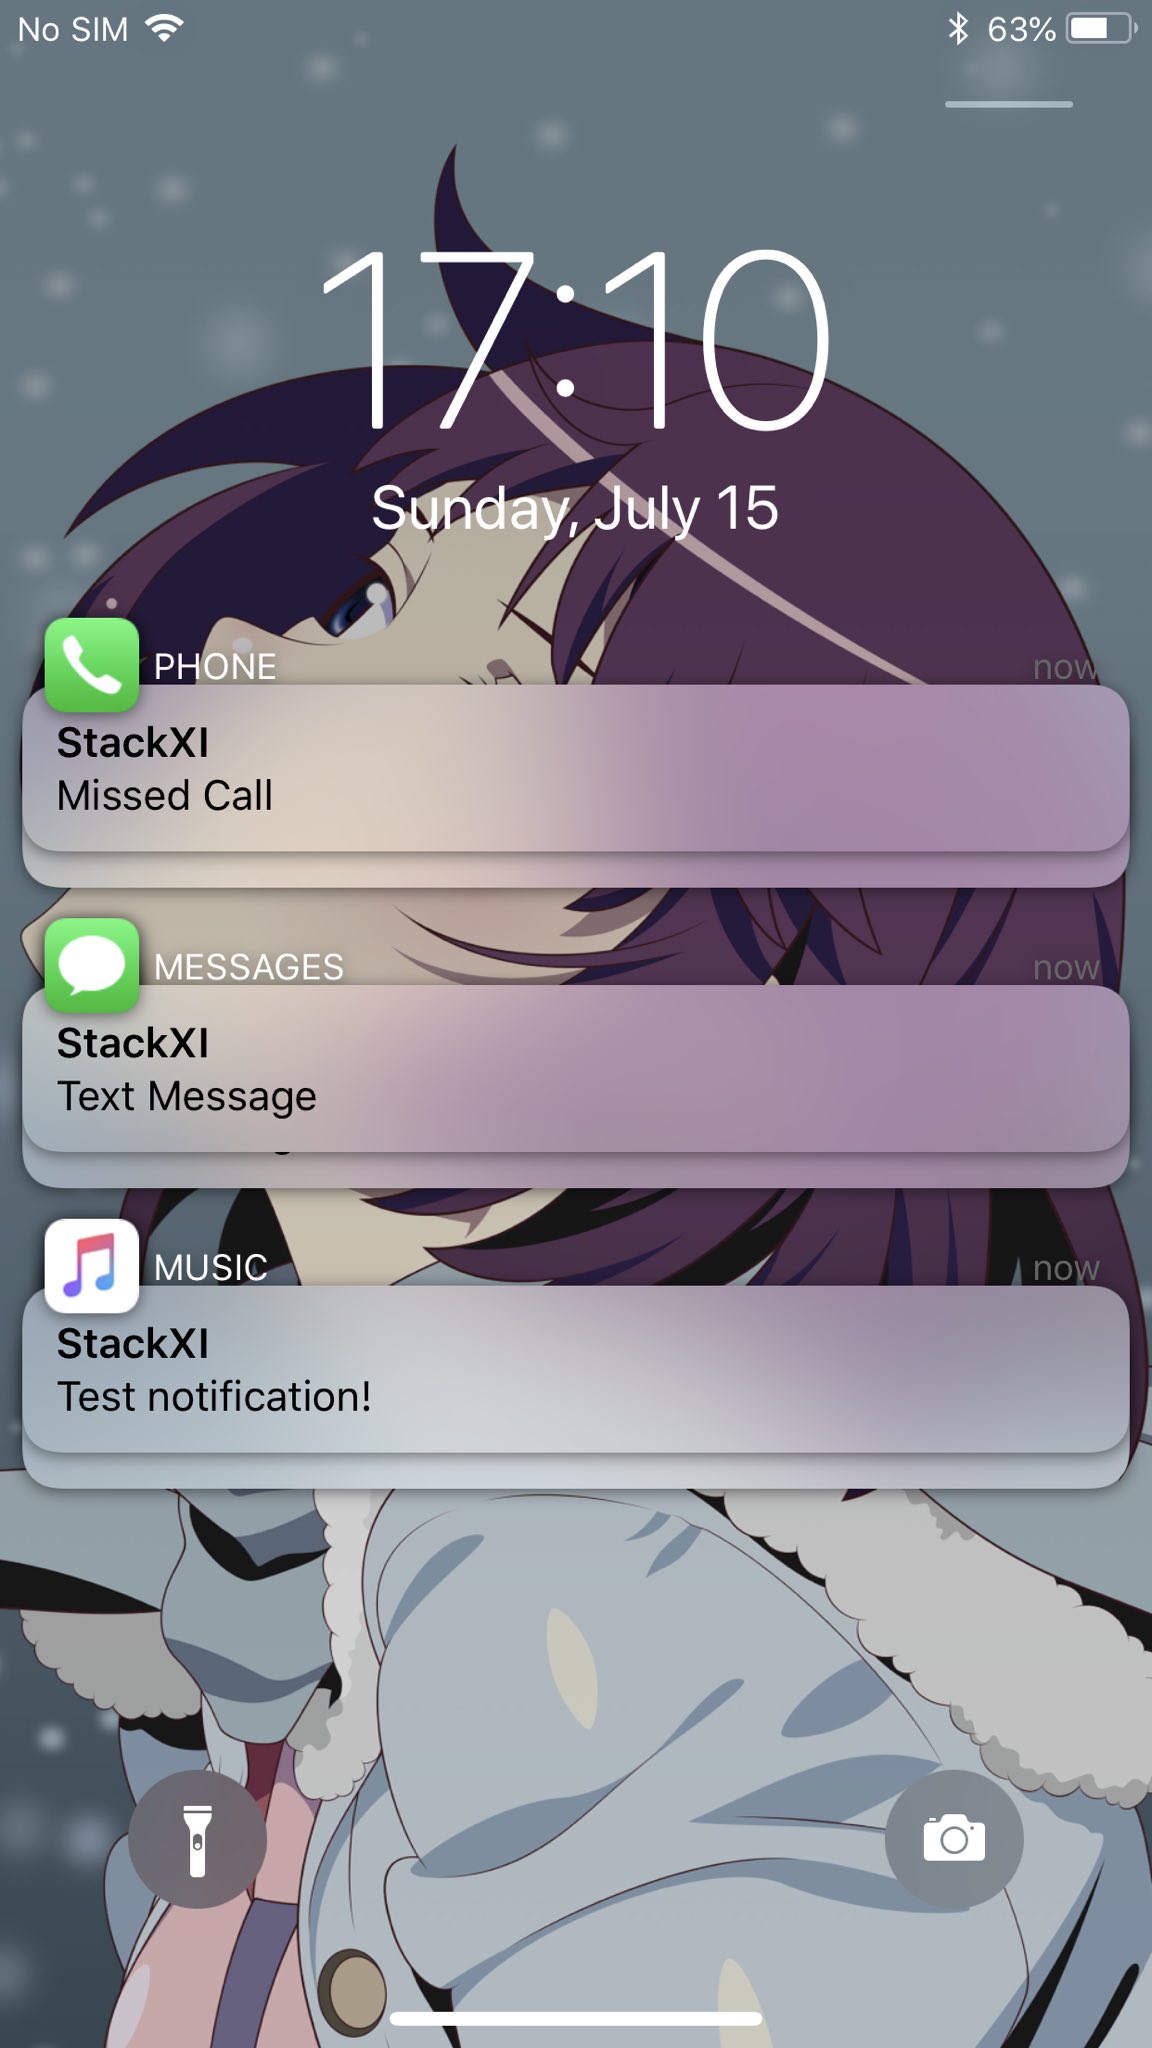 No SIM 63%
17:10
Sunday, July 15
PHONE now
StackXI
Missed Call
MESSAGES now
StackXI
Text Message
MUSIC now
StackXI
Test notification!